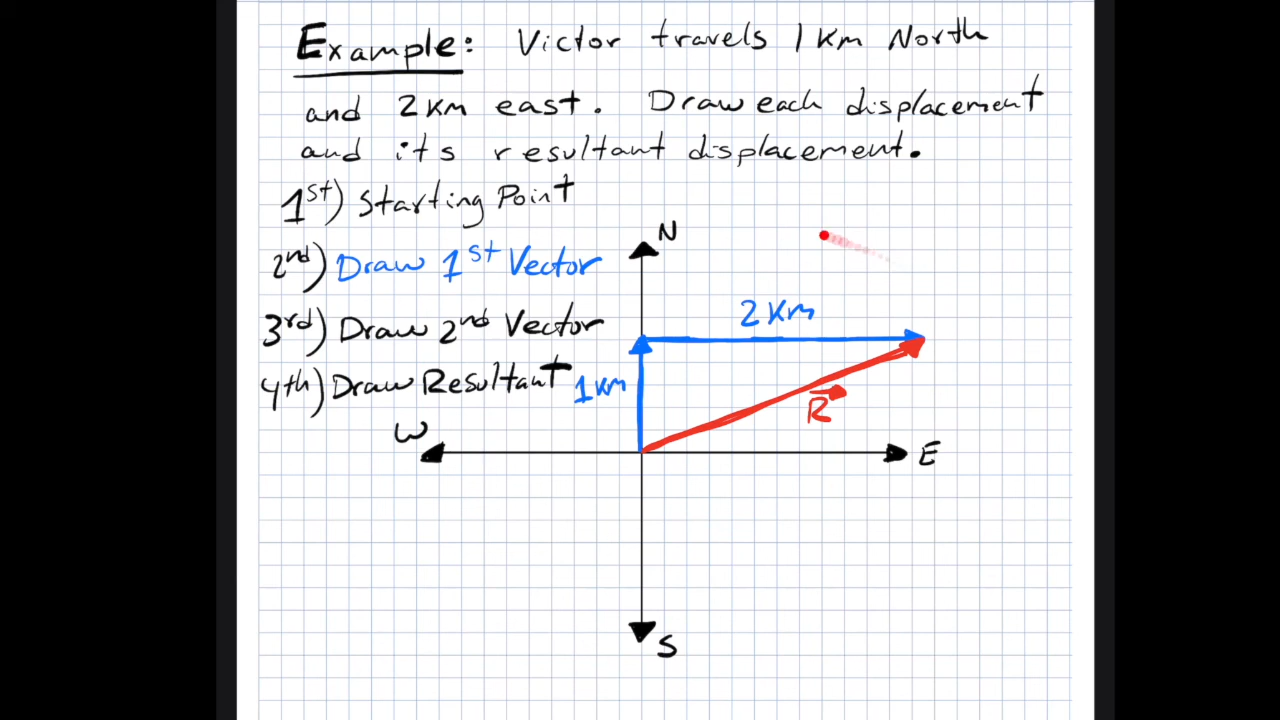 Example: Victor travels 1 Km North
and 2 Km east. Draw each displacement
and its resultant displacement.
1st) Starting Point
N
2nd) Draw 1st Vector
2 Km
3rd) Draw 2nd Vector
4th) Draw Resultant
1 Km
R
W
E
S